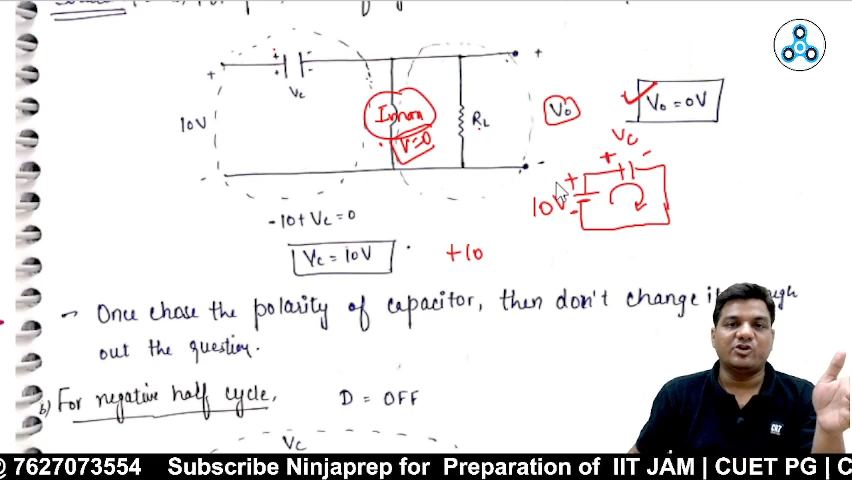 + + - +
Vc
10V
Imax
V=0
RL
Vo
Vo = 0V
-
-
Vc
+ -
+
10V
-
-10 + Vc = 0
Vc = 10V
+10
Once chose the polarity of capacitor, then don't change it
out the question.
b) For negative half cycle, D = OFF
Vc
@ 7627073554 Subscribe Ninjaprep for Preparation of IIT JAM | CUET PG | C